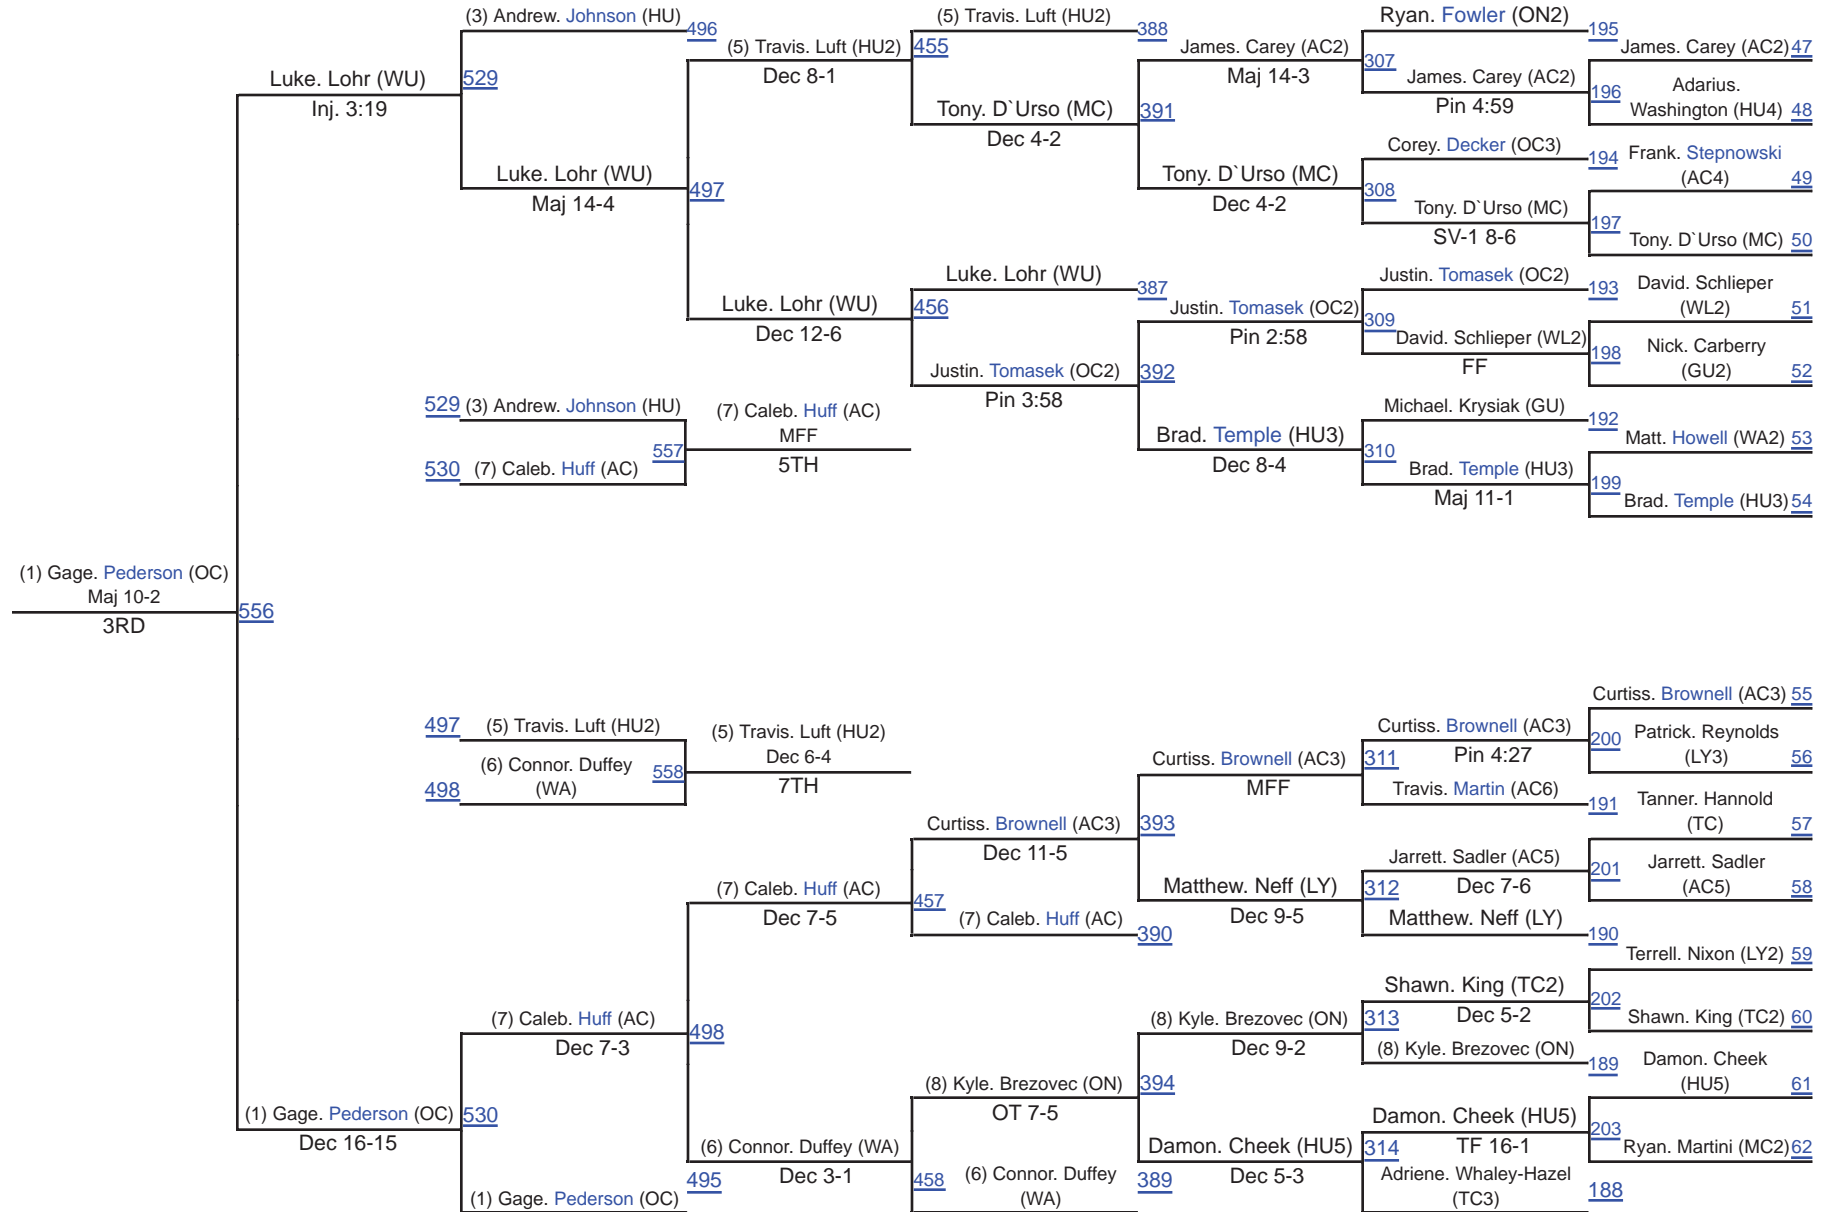 (3) Andrew. Johnson (HU)
496
(5) Travis. Luft (HU2)
388
Ryan. Fowler (ON2)
195
James. Carey (AC2) 47
(5) Travis. Luft (HU2)
455
Dec 8-1
James. Carey (AC2)
Maj 14-3
307
James. Carey (AC2)
Pin 4:59
196
Adarius.
Washington (HU4) 48
Luke. Lohr (WU)
Inj. 3:19
529
Tony. D`Urso (MC)
Dec 4-2
391
Corey. Decker (OC3)
194
Frank. Stepnowski
(AC4) 49
Luke. Lohr (WU)
Maj 14-4
497
Tony. D`Urso (MC)
Dec 4-2
308
Tony. D`Urso (MC)
SV-1 8-6
197
Tony. D`Urso (MC) 50
Luke. Lohr (WU)
387
Justin. Tomasek (OC2)
193
David. Schlieper
(WL2) 51
Luke. Lohr (WU)
Dec 12-6
456
Justin. Tomasek (OC2)
Pin 2:58
309
David. Schlieper (WL2)
FF
198
Nick. Carberry
(GU2) 52
Justin. Tomasek (OC2)
Pin 3:58
392
529 (3) Andrew. Johnson (HU)
(7) Caleb. Huff (AC)
MFF
5TH
557
530 (7) Caleb. Huff (AC)
Michael. Krysiak (GU)
192
Matt. Howell (WA2) 53
Brad. Temple (HU3)
Dec 8-4
310
Brad. Temple (HU3)
Maj 11-1
199
Brad. Temple (HU3) 54
(1) Gage. Pederson (OC)
Maj 10-2
3RD
556
Curtiss. Brownell (AC3) 55
497 (5) Travis. Luft (HU2)
(5) Travis. Luft (HU2)
Dec 6-4
7TH
558
498 (6) Connor. Duffey
(WA)
Curtiss. Brownell (AC3)
Pin 4:27
200
Patrick. Reynolds
(LY3) 56
Curtiss. Brownell (AC3)
MFF
311
Travis. Martin (AC6)
191
Tanner. Hannold
(TC) 57
Curtiss. Brownell (AC3)
Dec 11-5
393
Jarrett. Sadler (AC5)
Dec 7-6
201
Jarrett. Sadler
(AC5) 58
(7) Caleb. Huff (AC)
Dec 7-5
457
Matthew. Neff (LY)
Dec 9-5
312
Matthew. Neff (LY)
190
(7) Caleb. Huff (AC)
390
Terrell. Nixon (LY2) 59
Shawn. King (TC2)
Dec 5-2
202
Shawn. King (TC2) 60
(7) Caleb. Huff (AC)
Dec 7-3
498
(8) Kyle. Brezovec (ON)
Dec 9-2
313
(8) Kyle. Brezovec (ON)
189
Damon. Cheek
(HU5) 61
(8) Kyle. Brezovec (ON)
OT 7-5
394
(1) Gage. Pederson (OC)
Dec 16-15
530
Damon. Cheek (HU5)
TF 16-1
203
Ryan. Martini (MC2) 62
(6) Connor. Duffey (WA)
Dec 3-1
458
Damon. Cheek (HU5)
Dec 5-3
314
Adriene. Whaley-Hazel
(TC3)
188
(1) Gage. Pederson (OC)
495
(6) Connor. Duffey
(WA)
389